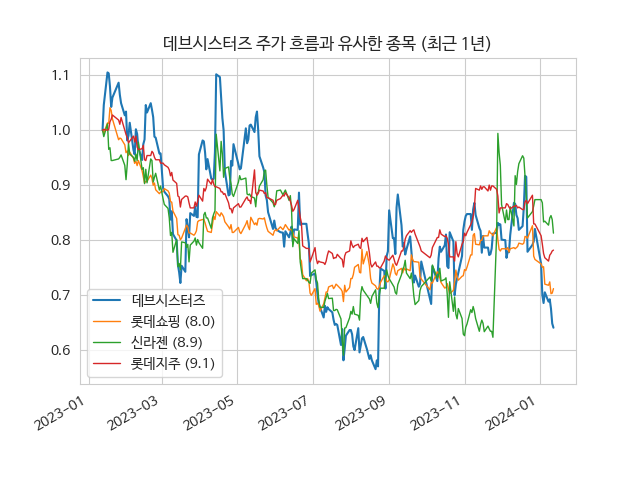 데브시스터즈 주가 흐름과 유사한 종목 (최근 1년)
1.1
1.0
0.9
0.8
0.7
0.6
데브시스터즈
롯데쇼핑 (8.0)
신라젠 (8.9)
롯데지주 (9.1)
2023-01
2023-03
2023-05
2023-07
2023-09
2023-11
2024-01